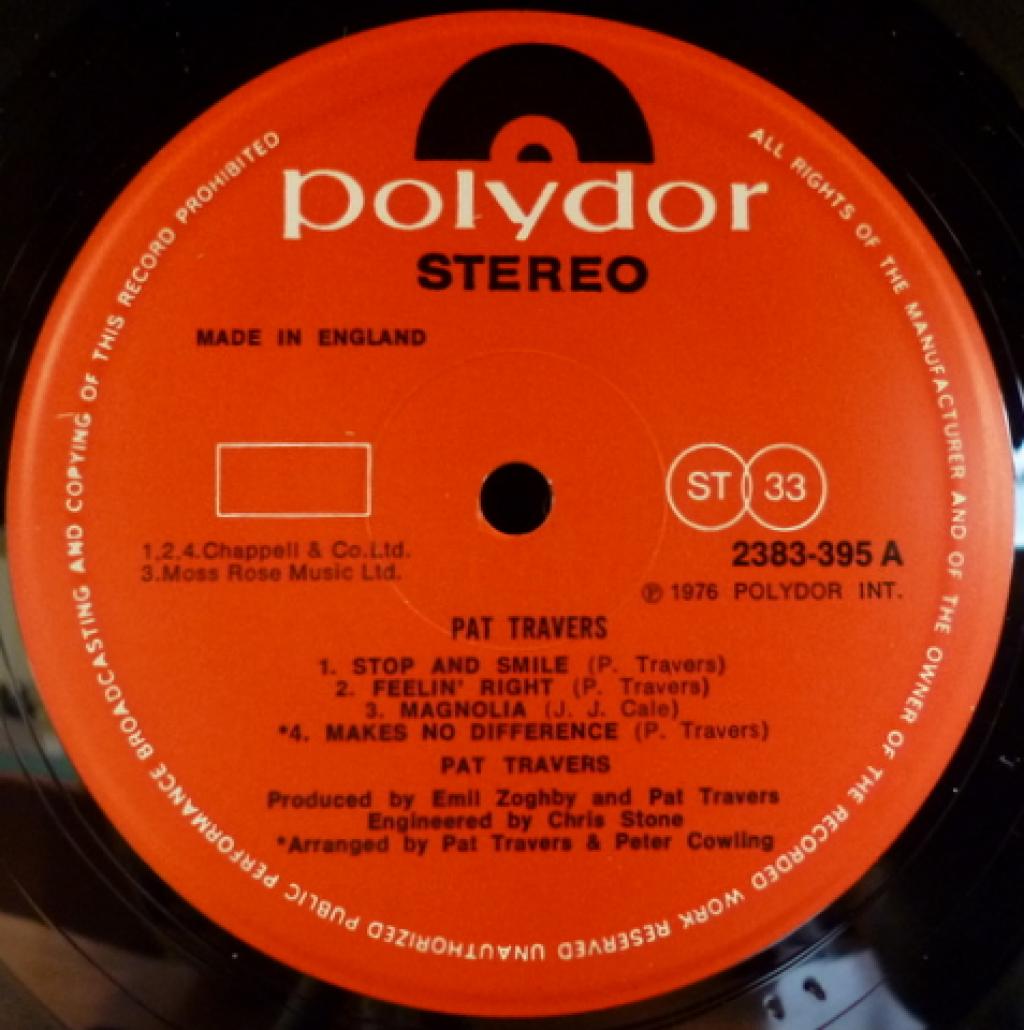 polydor
STEREO
MADE IN ENGLAND
ST 33
1,2,4.Chappell & Co.Ltd.
3.Moss Rose Music Ltd.
2383-395 A
℗ 1976 POLYDOR INT.
PAT TRAVERS
1. STOP AND SMILE (P. Travers)
2. FEELIN' RIGHT (P. Travers)
3. MAGNOLIA (J. J. Cale)
*4. MAKES NO DIFFERENCE (P. Travers)
PAT TRAVERS
Produced by Emil Zoghby and Pat Travers
Engineered by Chris Stone
*Arranged by Pat Travers & Peter Cowling
ALL RIGHTS OF THE MANUFACTURER AND OF THE OWNER OF THE RECORDED WORK RESERVED UNAUTHORIZED PUBLIC PERFORMANCE BROADCASTING AND COPYING OF THIS RECORD PROHIBITED